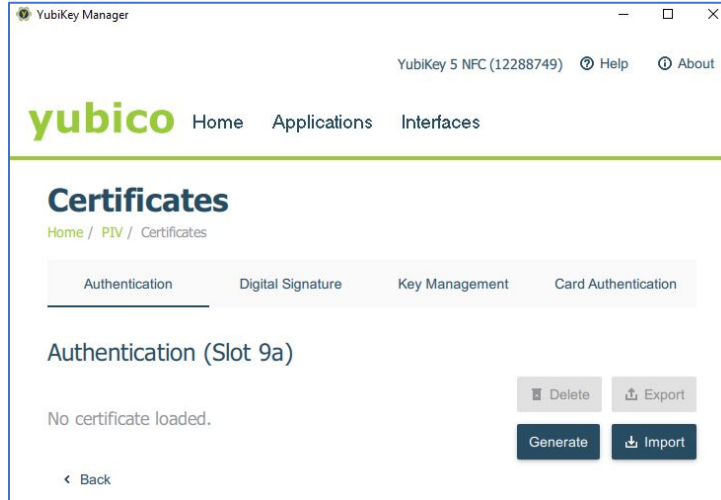 YubiKey Manager
YubiKey 5 NFC (12288749) Help About
yubico Home Applications Interfaces
Certificates
Home / PIV / Certificates
Authentication Digital Signature Key Management Card Authentication
Authentication (Slot 9a)
Delete Export
No certificate loaded.
Generate Import
< Back